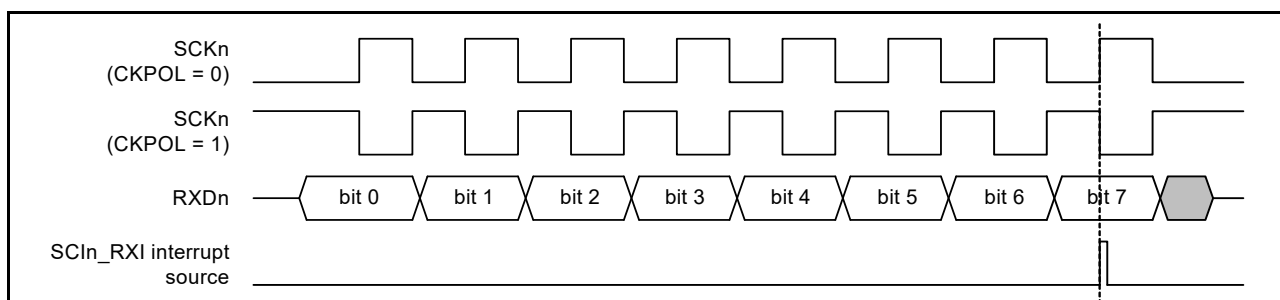 SCKn
(CKPOL = 0)
SCKn
(CKPOL = 1)
RXDn
bit 0 bit 1 bit 2 bit 3 bit 4 bit 5 bit 6 bit 7
SCIn_RXI interrupt
source